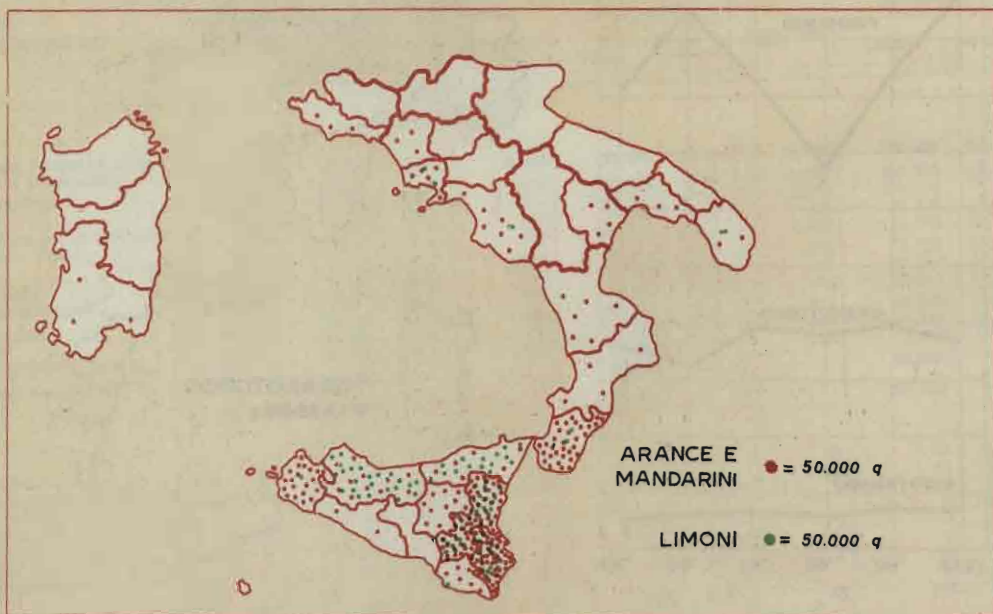 ARANCE E
MANDARINI = 50.000 q
LIMONI = 50.000 q